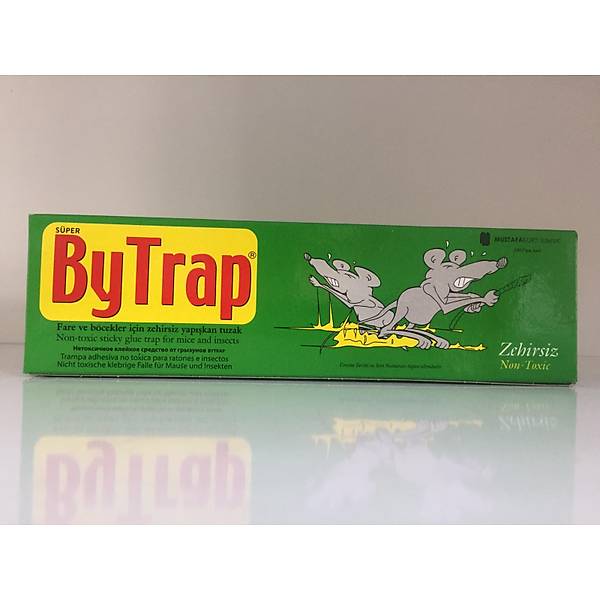 SÜPER
ByTrap®
Fare ve böcekler için zehirsiz yapışkan tuzak
Non-toxic sticky glue trap for mice and insects
Нетоксичное клейкое средство от грызунов
Trampa adhesiva no toxica para ratones e insectos
Nicht toxische klebrige Falle für Mause und Insekten
MUSTAFA
Zehirsiz
Non-Toxic